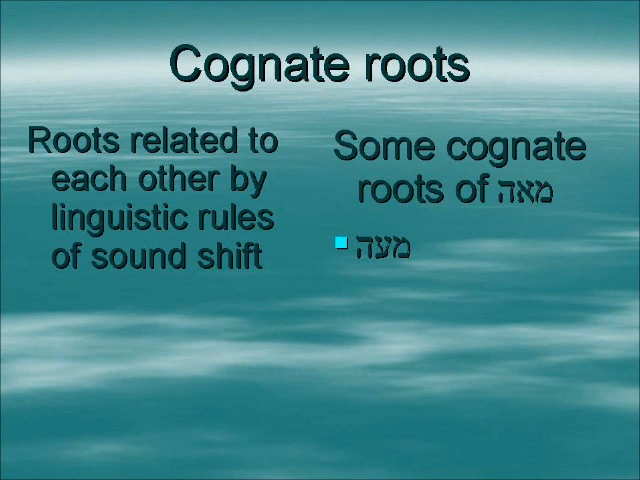 Cognate roots
Roots related to
each other by
linguistic rules
of sound shift
Some cognate
roots of מאה
מעה